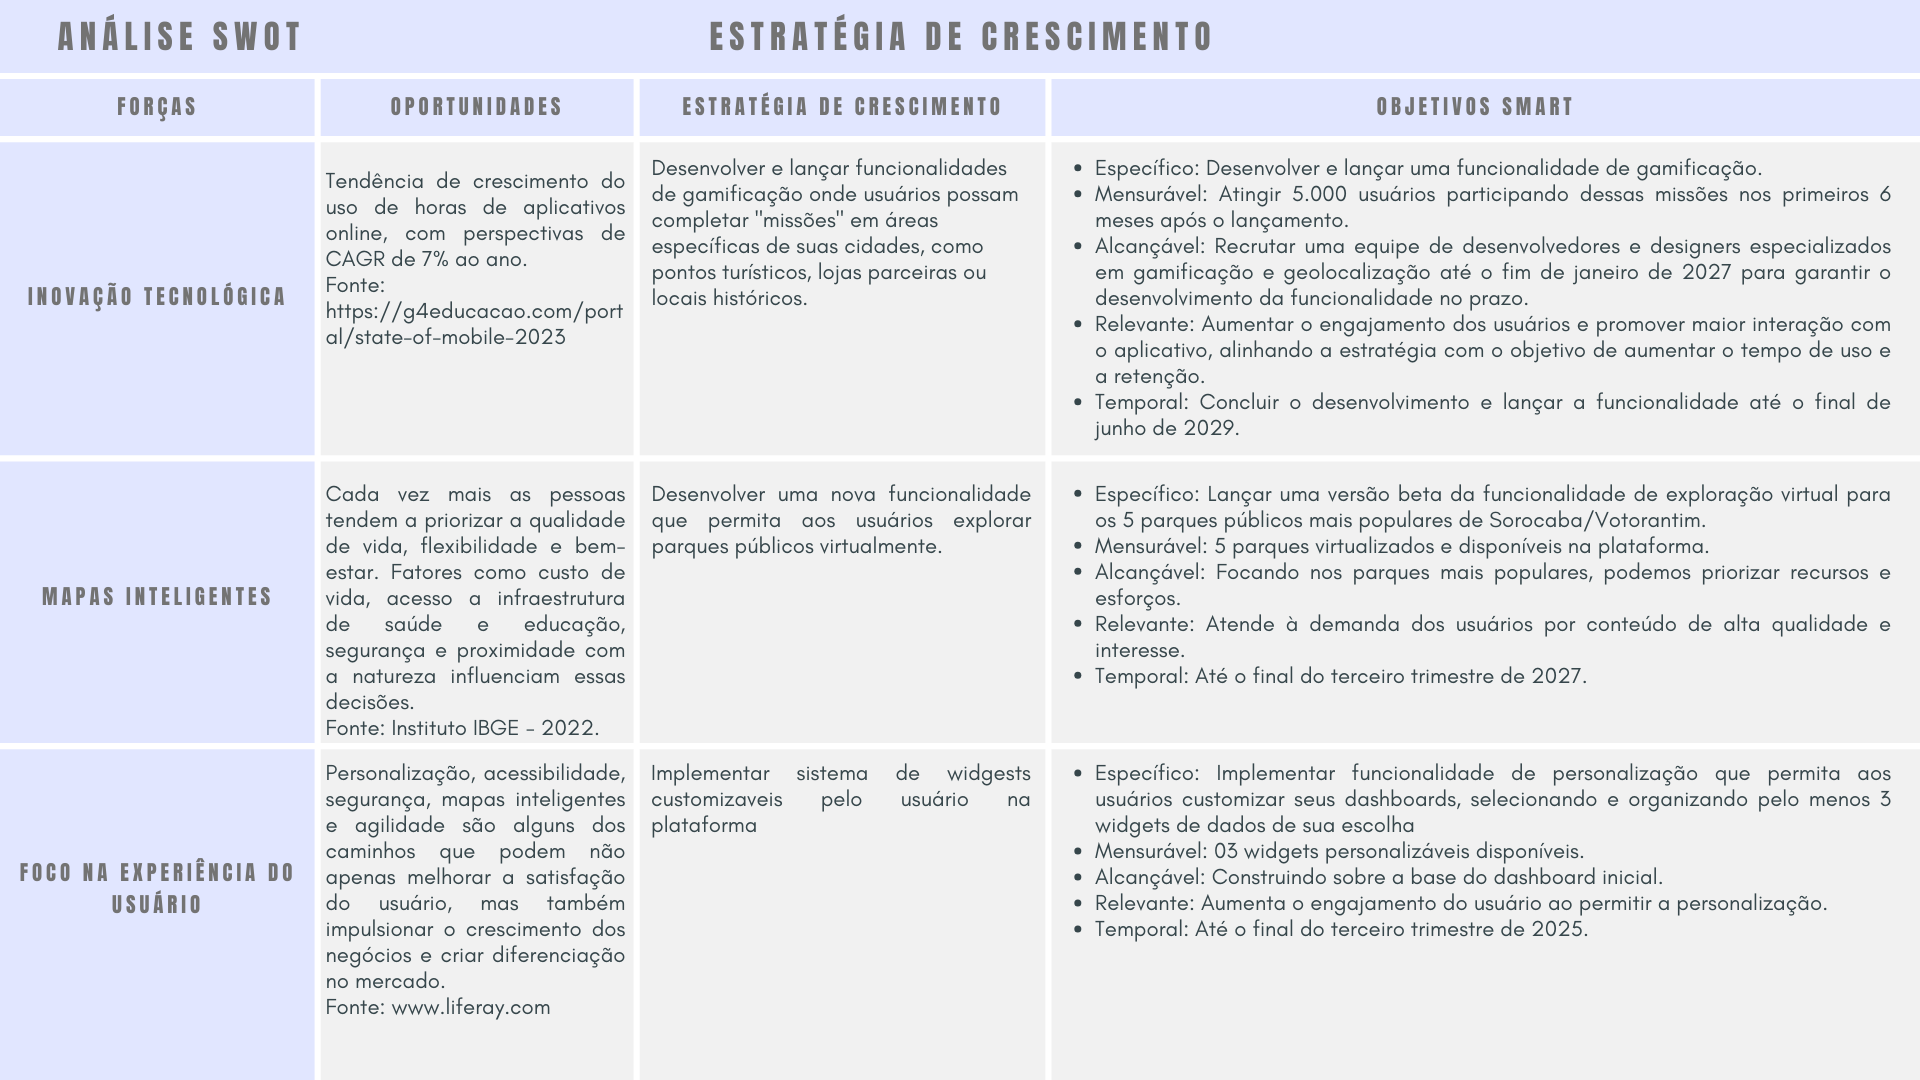 ANÁLISE SWOT
ESTRATÉGIA DE CRESCIMENTO
FORÇAS
OPORTUNIDADES
ESTRATÉGIA DE CRESCIMENTO
OBJETIVOS SMART
INOVAÇÃO TECNOLÓGICA
Tendência de crescimento do
uso de horas de aplicativos
online, com perspectivas de
CAGR de 7% ao ano.
Fonte:
https://g4educacao.com/port
al/state-of-mobile-2023
Desenvolver e lançar funcionalidades
de gamificação onde usuários possam
completar "missões" em áreas
específicas de suas cidades, como
pontos turísticos, lojas parceiras ou
locais históricos.
• Específico: Desenvolver e lançar uma funcionalidade de gamificação.
• Mensurável: Atingir 5.000 usuários participando dessas missões nos primeiros 6
meses após o lançamento.
• Alcançável: Recrutar uma equipe de desenvolvedores e designers especializados
em gamificação e geolocalização até o fim de janeiro de 2027 para garantir o
desenvolvimento da funcionalidade no prazo.
• Relevante: Aumentar o engajamento dos usuários e promover maior interação com
o aplicativo, alinhando a estratégia com o objetivo de aumentar o tempo de uso e
a retenção.
• Temporal: Concluir o desenvolvimento e lançar a funcionalidade até o final de
junho de 2029.
MAPAS INTELIGENTES
Cada vez mais as pessoas
tendem a priorizar a qualidade
de vida, flexibilidade e bem-
estar. Fatores como custo de
vida, acesso a infraestrutura
de saúde e educação,
segurança e proximidade com
a natureza influenciam essas
decisões.
Fonte: Instituto IBGE - 2022.
Desenvolver uma nova funcionalidade
que permita aos usuários explorar
parques públicos virtualmente.
• Específico: Lançar uma versão beta da funcionalidade de exploração virtual para
os 5 parques públicos mais populares de Sorocaba/Votorantim.
• Mensurável: 5 parques virtualizados e disponíveis na plataforma.
• Alcançável: Focando nos parques mais populares, podemos priorizar recursos e
esforços.
• Relevante: Atende à demanda dos usuários por conteúdo de alta qualidade e
interesse.
• Temporal: Até o final do terceiro trimestre de 2027.
FOCO NA EXPERIÊNCIA DO
USUÁRIO
Personalização, acessibilidade,
segurança, mapas inteligentes
e agilidade são alguns dos
caminhos que podem não
apenas melhorar a satisfação
do usuário, mas também
impulsionar o crescimento dos
negócios e criar diferenciação
no mercado.
Fonte: www.liferay.com
Implementar sistema de widgests
customizaveis pelo usuário na
plataforma
• Específico: Implementar funcionalidade de personalização que permita aos
usuários customizar seus dashboards, selecionando e organizando pelo menos 3
widgets de dados de sua escolha
• Mensurável: 03 widgets personalizáveis disponíveis.
• Alcançável: Construindo sobre a base do dashboard inicial.
• Relevante: Aumenta o engajamento do usuário ao permitir a personalização.
• Temporal: Até o final do terceiro trimestre de 2025.